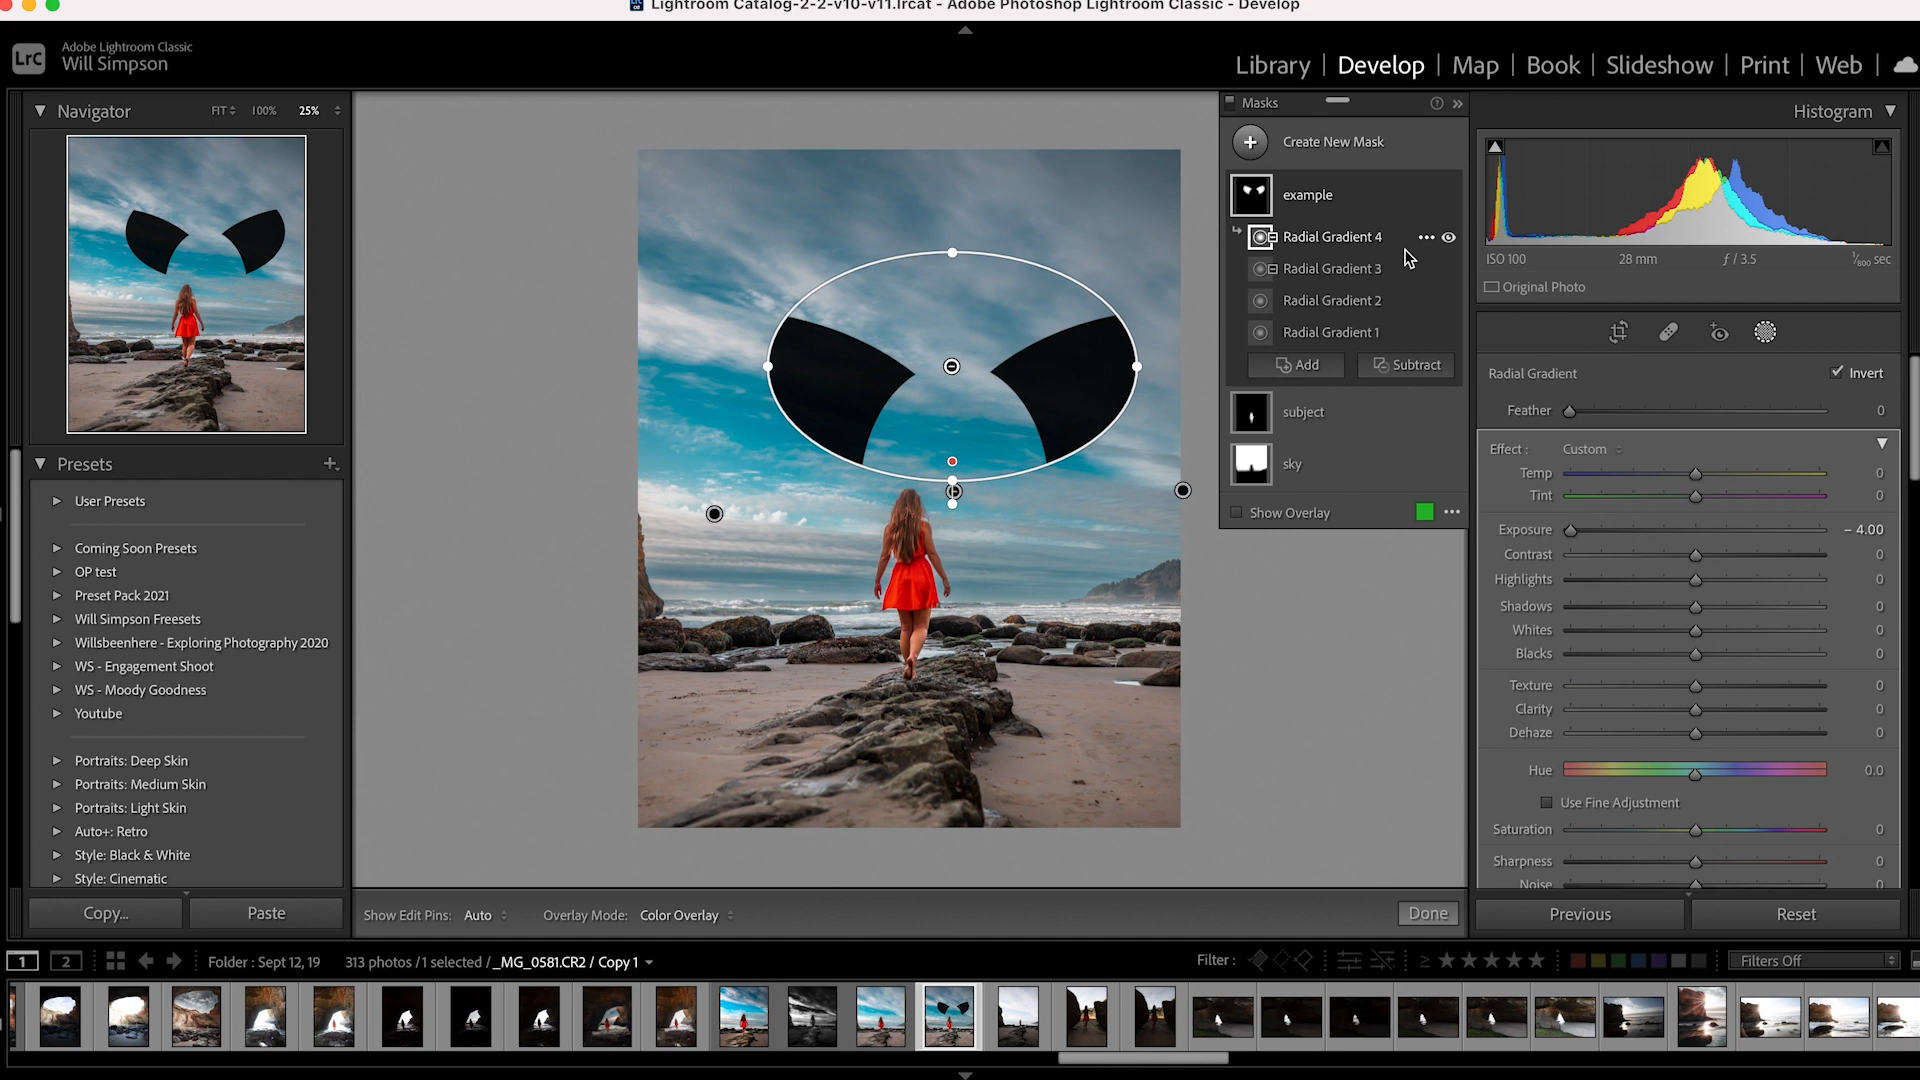 Lightroom Catalog-2-2-v10-v11.lrcat - Adobe Photoshop Lightroom Classic - Develop
LrC
Adobe Lightroom Classic
Will Simpson
Library | Develop | Map | Book | Slideshow | Print | Web |
Navigator FIT 100% 25%
Presets +
User Presets
Coming Soon Presets
OP test
Preset Pack 2021
Will Simpson Freesets
Willsbeenhere - Exploring Photography 2020
WS - Engagement Shoot
WS - Moody Goodness
Youtube
Portraits: Deep Skin
Portraits: Medium Skin
Portraits: Light Skin
Auto+: Retro
Style: Black & White
Style: Cinematic
Copy... Paste
Masks
Create New Mask
example
Radial Gradient 4
Radial Gradient 3
Radial Gradient 2
Radial Gradient 1
Add Subtract
subject
sky
Show Overlay
Show Edit Pins: Auto Overlay Mode: Color Overlay Done
Histogram
ISO 100 28 mm ƒ / 3.5 1/800 sec
Original Photo
Radial Gradient Invert
Feather 0
Effect : Custom
Temp 0
Tint 0
Exposure - 4.00
Contrast 0
Highlights 0
Shadows 0
Whites 0
Blacks 0
Texture 0
Clarity 0
Dehaze 0
Hue 0.0
Use Fine Adjustment
Saturation 0
Sharpness 0
Noise 0
Previous Reset
1 2 Folder : Sept 12, 19 313 photos / 1 selected / _MG_0581.CR2 / Copy 1 Filter : ≥ Filters Off